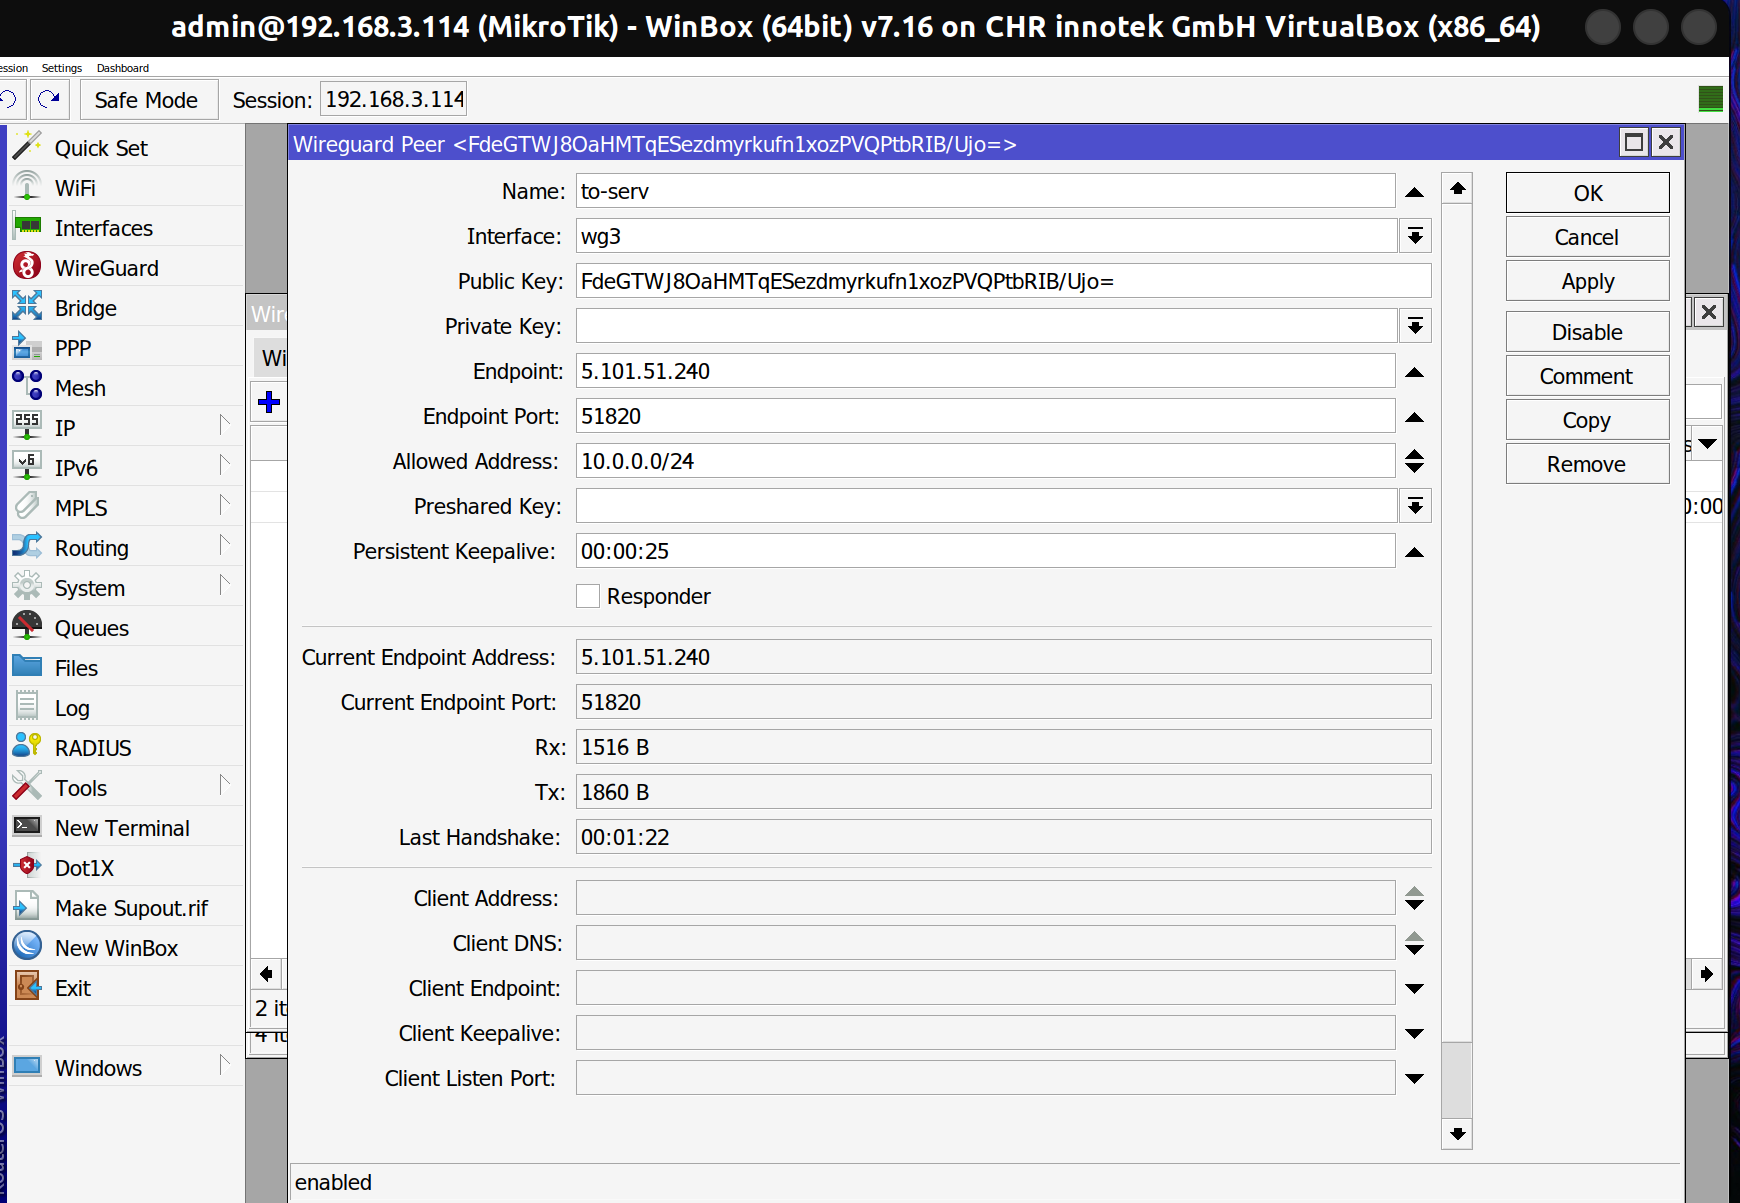 admin@192.168.3.114 (MikroTik) - WinBox (64bit) v7.16 on CHR innotek GmbH VirtualBox (x86_64)
ession Settings Dashboard
Safe Mode Session: 192.168.3.114
Quick Set
WiFi
Interfaces
WireGuard
Bridge
PPP
Mesh
IP
IPv6
MPLS
Routing
System
Queues
Files
Log
RADIUS
Tools
New Terminal
Dot1X
Make Supout.rif
New WinBox
Exit
Windows
Wire
Wi
2 it
Wireguard Peer <FdeGTWJ8OaHMTqESezdmyrkufn1xozPVQPtbRIB/Ujo=>
Name: to-serv
Interface: wg3
Public Key: FdeGTWJ8OaHMTqESezdmyrkufn1xozPVQPtbRIB/Ujo=
Private Key:
Endpoint: 5.101.51.240
Endpoint Port: 51820
Allowed Address: 10.0.0.0/24
Preshared Key:
Persistent Keepalive: 00:00:25
Responder
Current Endpoint Address: 5.101.51.240
Current Endpoint Port: 51820
Rx: 1516 B
Tx: 1860 B
Last Handshake: 00:01:22
Client Address:
Client DNS:
Client Endpoint:
Client Keepalive:
Client Listen Port:
enabled
OK
Cancel
Apply
Disable
Comment
Copy
Remove
0:00